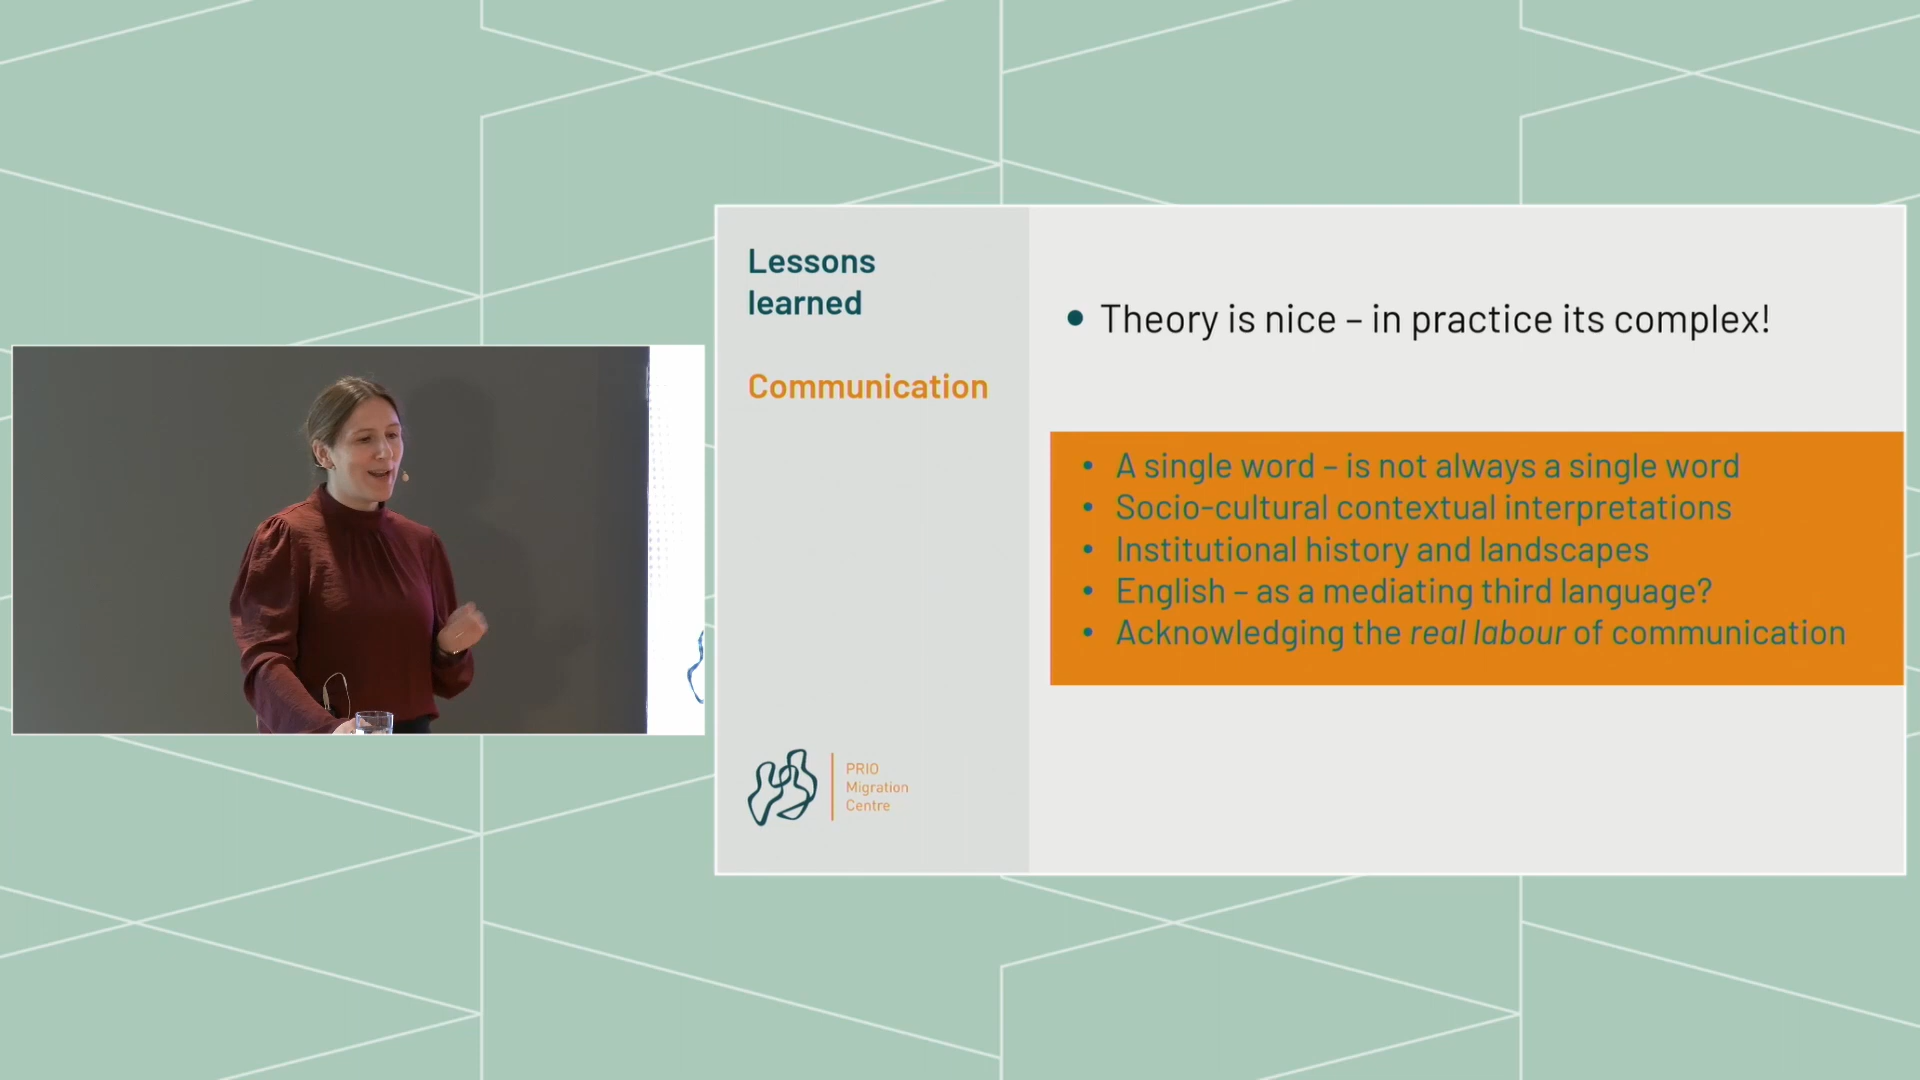 Lessons
learned
Communication
Theory is nice – in practice its complex!
A single word – is not always a single word
Socio-cultural contextual interpretations
Institutional history and landscapes
English – as a mediating third language?
Acknowledging the real labour of communication
PRIO
Migration
Centre